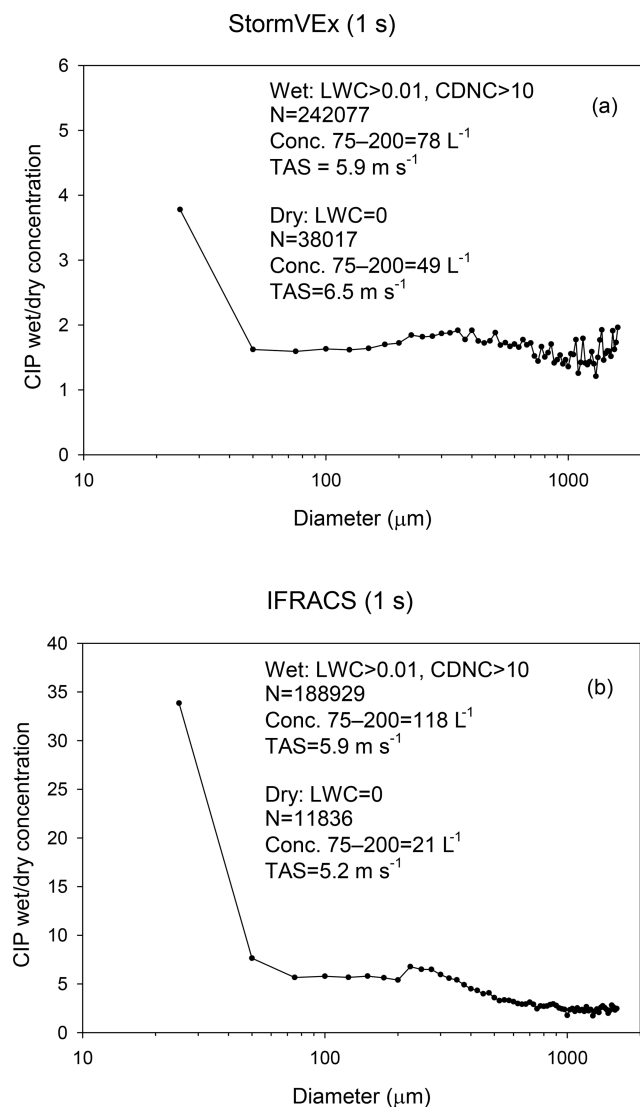 StormVEx (1 s)
6
5
4
3
2
1
0
CIP wet/dry concentration
Wet: LWC>0.01, CDNC>10
N=242077
Conc. 75–200=78 L⁻¹
TAS = 5.9 m s⁻¹
(a)
Dry: LWC=0
N=38017
Conc. 75–200=49 L⁻¹
TAS=6.5 m s⁻¹
10 100 1000
Diameter (μm)
IFRACS (1 s)
40
35
30
25
20
15
10
5
0
CIP wet/dry concentration
Wet: LWC>0.01, CDNC>10
N=188929
Conc. 75–200=118 L⁻¹
TAS=5.9 m s⁻¹
(b)
Dry: LWC=0
N=11836
Conc. 75–200=21 L⁻¹
TAS=5.2 m s⁻¹
10 100 1000
Diameter (μm)